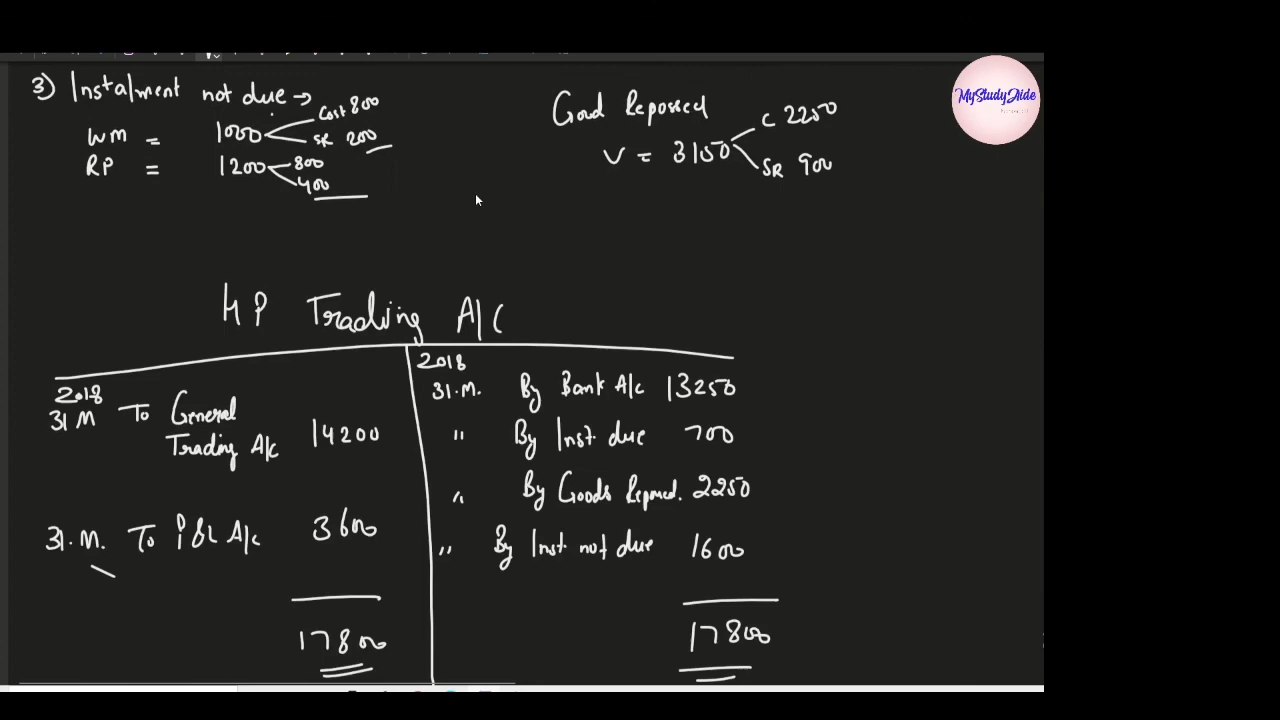 3) Instalment not due →
WM = 1000 Cost 800
SR 200
RP = 1200 800
400
Good Repossed
V = 3150 C 2250
SR 900
MyStudyAide
HP Trading A/C
2018
31 M To General
Trading A/c 14200
31. M. To P&L A/c 3600
17800
2018
31. M. By Bank A/c 13250
" By Inst due 700
" By Goods Reposed. 2250
" By Inst not due 1600
17800